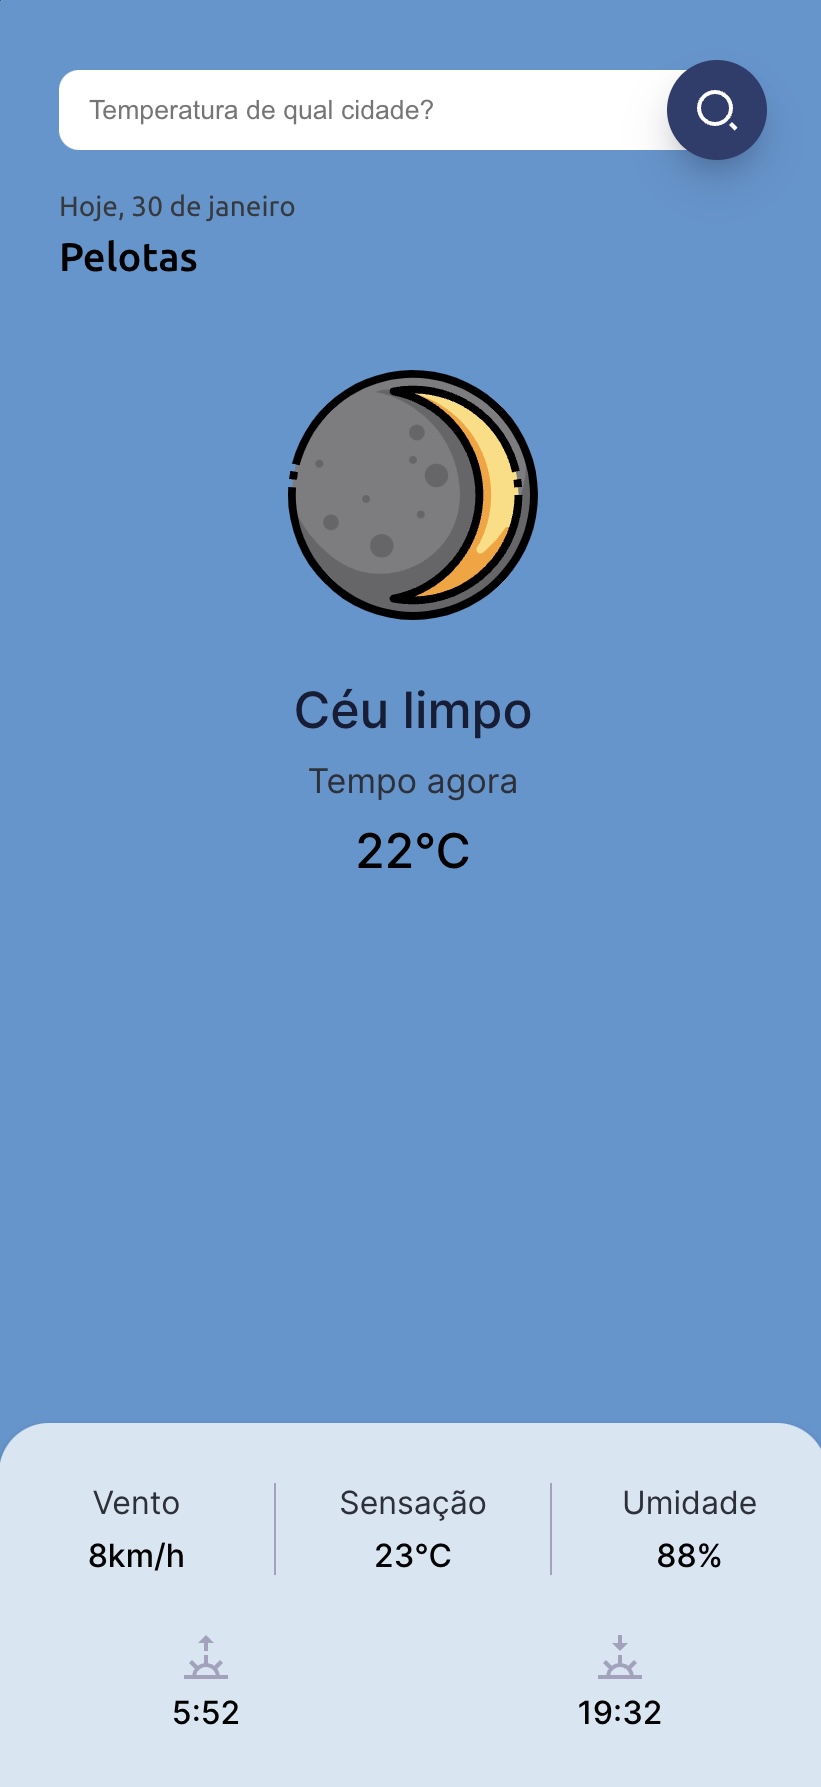 Temperatura de qual cidade?
Hoje, 30 de janeiro
Pelotas
Céu limpo
Tempo agora
22°C
Vento Sensação Umidade
8km/h 23°C 88%
5:52 19:32